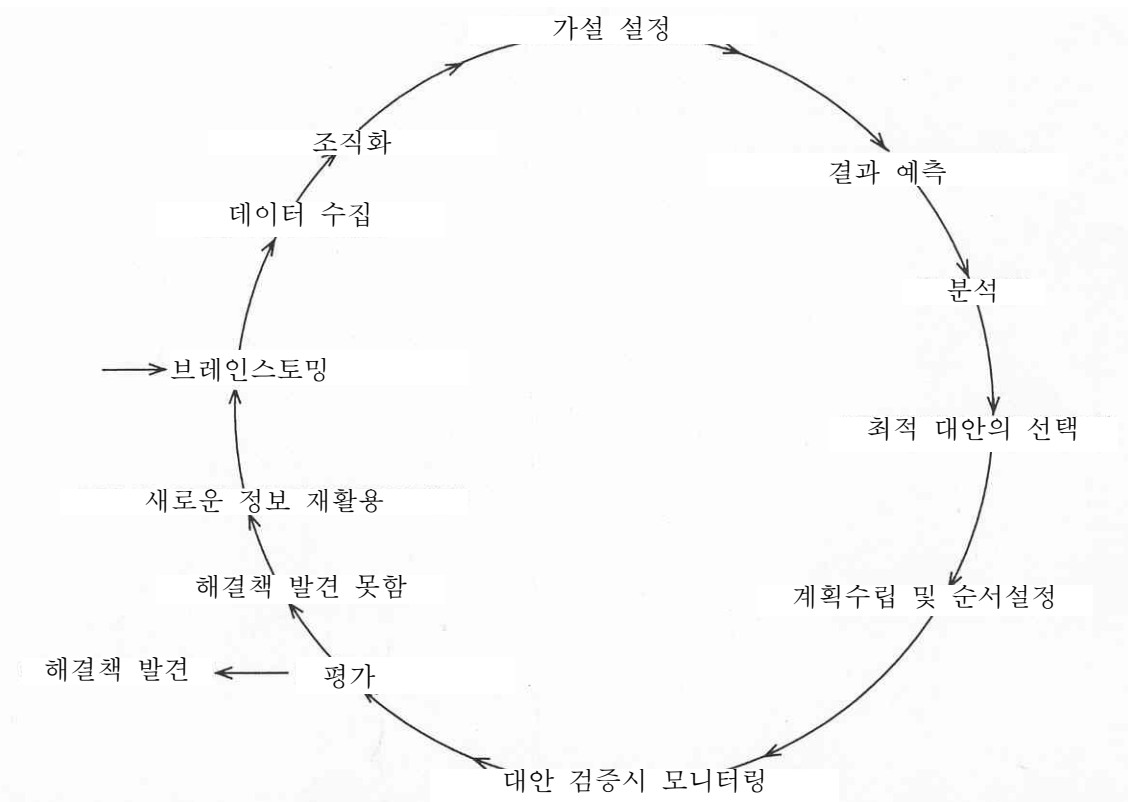 가설 설정
조직화
결과 예측
데이터 수집
분석
브레인스토밍
최적 대안의 선택
새로운 정보 재활용
해결책 발견 못함
계획수립 및 순서설정
해결책 발견
평가
대안 검증시 모니터링